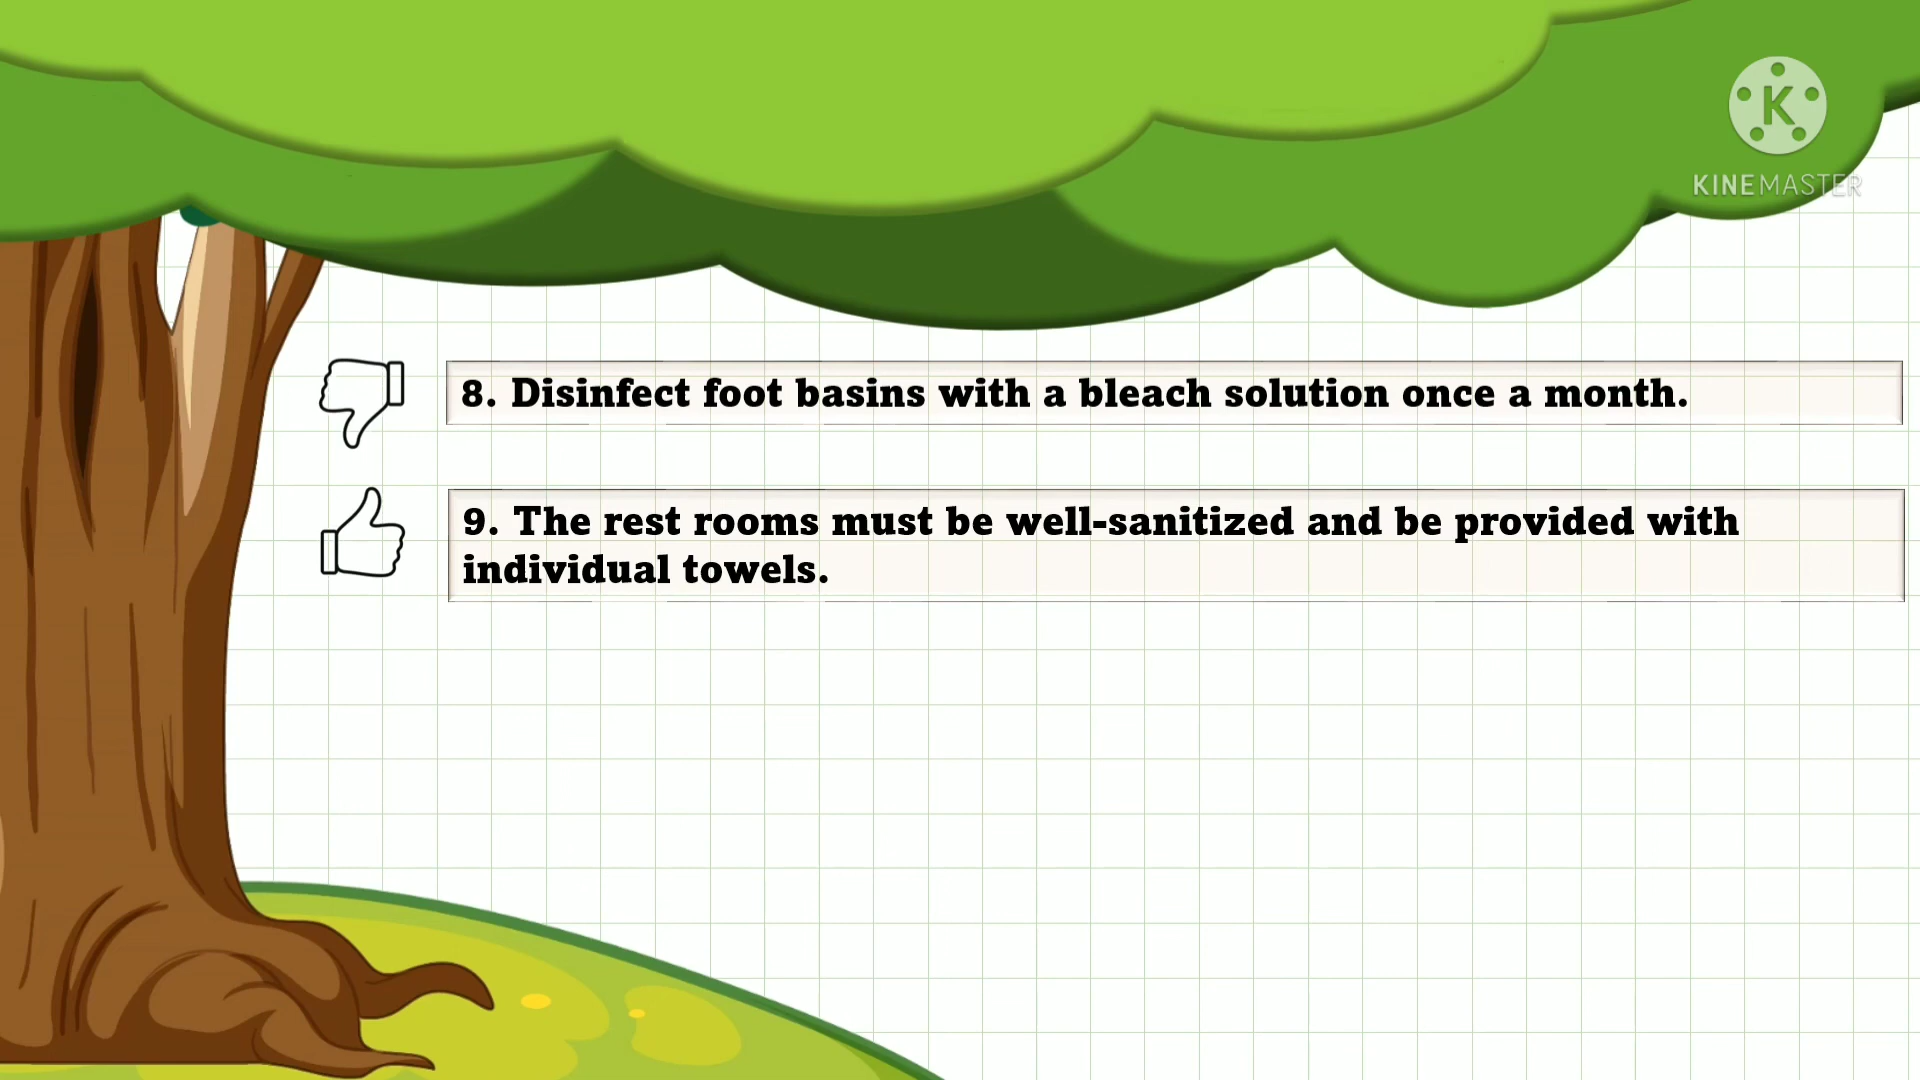 K
KINEMASTER
8. Disinfect foot basins with a bleach solution once a month.
9. The rest rooms must be well-sanitized and be provided with
individual towels.